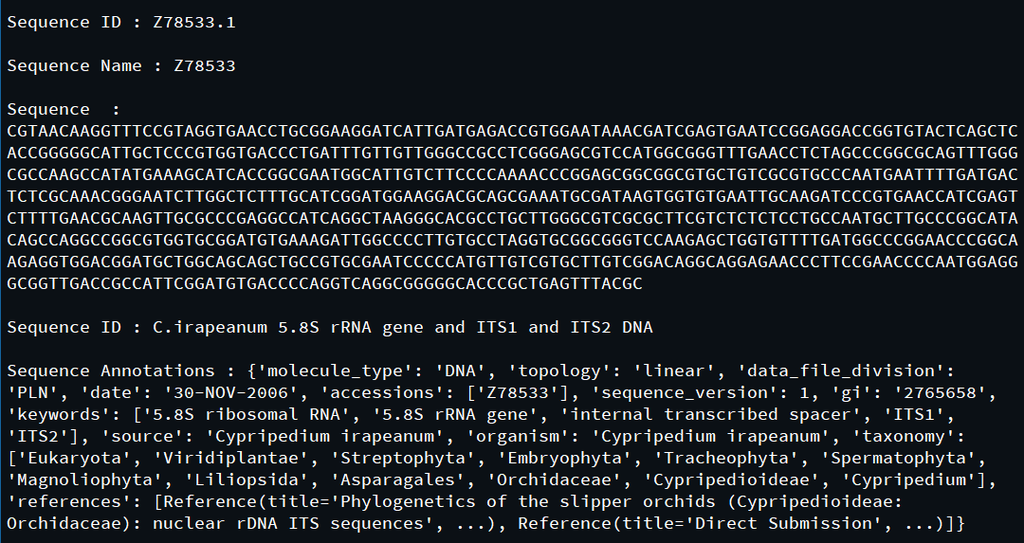 Sequence ID : Z78533.1
Sequence Name : Z78533
Sequence  :
CGTAACAAGGTTTCCGTAGGTGAACCTGCGGAAGGATCATTGATGAGACCGTGGAATAAACGATCGAGTGAATCCGGAGGACCGGTGTACTCAGCTC
ACCGGGGGCATTGCTCCCGTGGTGACCCTGATTTGTTGTTGGGCCGCCTCGGGAGCGTCCATGGCGGGTTTGAACCTCTAGCCCGGCGCAGTTTGGG
CGCCAAGCCATATGAAAGCATCACCGGCGAATGGCATTGTCTTCCCCAAAACCCGGAGCGGCGGCGTGCTGTCGCGTGCCCAATGAATTTTGATGAC
TCTCGCAAACGGGAATCTTGGCTCTTTGCATCGGATGGAAGGACGCAGCGAAATGCGATAAGTGGTGTGAATTGCAAGATCCCGTGAACCATCGAGT
CTTTTGAACGCAAGTTGCGCCCGAGGCCATCAGGCTAAGGGCACGCCTGCTTGGGCGTCGCGCTTCGTCTCTCTCCTGCCAATGCTTGCCCGGCATA
CAGCCAGGCCGGCGTGGTGCGGATGTGAAAGATTGGCCCCTTGTGCCTAGGTGCGGCGGGTCCAAGAGCTGGTGTTTTGATGGCCCGGAACCCGGCA
AGAGGTGGACGGATGCTGGCAGCAGCTGCCGTGCGAATCCCCCATGTTGTCGTGCTTGTCGGACAGGCAGGAGAACCCTTCCGAACCCCAATGGAGG
GCGGTTGACCGCCATTCGGATGTGACCCCAGGTCAGGCGGGGGCACCCGCTGAGTTTACGC
Sequence ID : C.irapeanum 5.8S rRNA gene and ITS1 and ITS2 DNA
Sequence Annotations : {'molecule_type': 'DNA', 'topology': 'linear', 'data_file_division':
'PLN', 'date': '30-NOV-2006', 'accessions': ['Z78533'], 'sequence_version': 1, 'gi': '2765658',
'keywords': ['5.8S ribosomal RNA', '5.8S rRNA gene', 'internal transcribed spacer', 'ITS1',
'ITS2'], 'source': 'Cypripedium irapeanum', 'organism': 'Cypripedium irapeanum', 'taxonomy':
['Eukaryota', 'Viridiplantae', 'Streptophyta', 'Embryophyta', 'Tracheophyta', 'Spermatophyta',
'Magnoliophyta', 'Liliopsida', 'Asparagales', 'Orchidaceae', 'Cypripedioideae', 'Cypripedium'],
'references': [Reference(title='Phylogenetics of the slipper orchids (Cypripedioideae:
Orchidaceae): nuclear rDNA ITS sequences', ...), Reference(title='Direct Submission', ...)]}